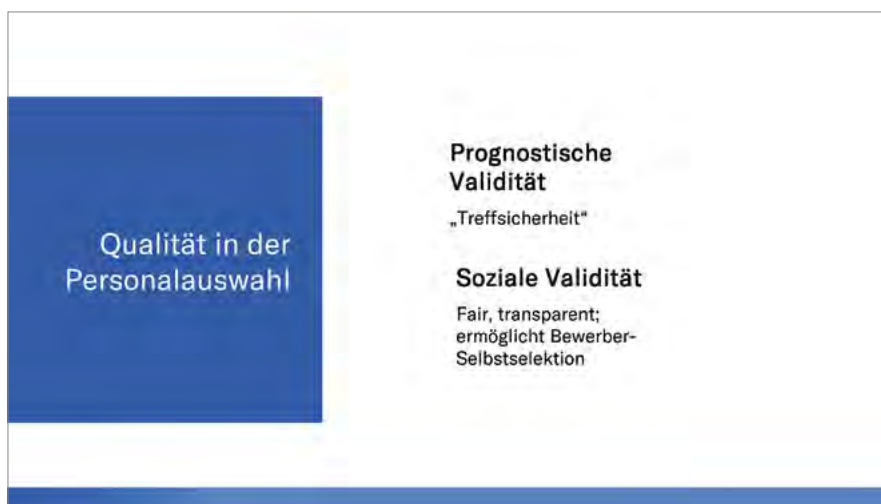 Qualität in der
Personalauswahl
Prognostische
Validität
„Treffsicherheit“
Soziale Validität
Fair, transparent;
ermöglicht Bewerber-
Selbstselektion